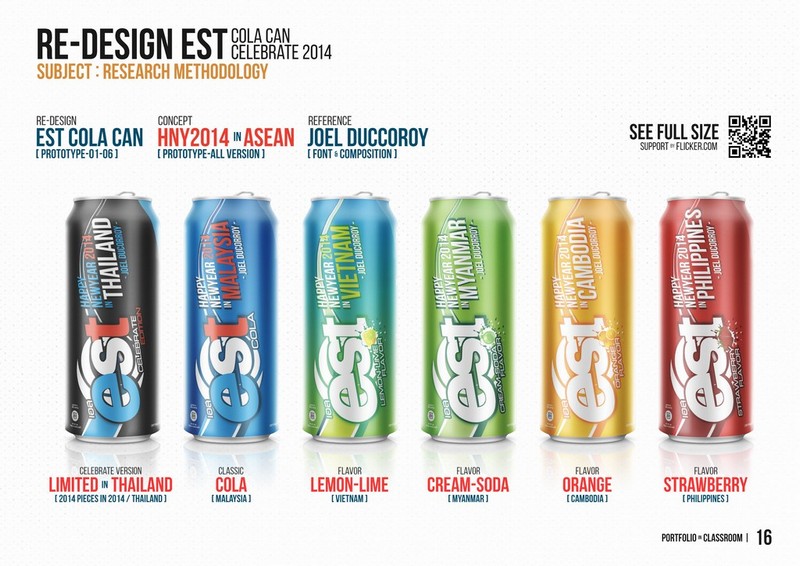 RE-DESIGN EST COLA CAN
CELEBRATE 2014
SUBJECT : RESEARCH METHODOLOGY
RE-DESIGN
EST COLA CAN
[ PROTOTYPE-01-06 ]
CONCEPT
HNY2014 IN ASEAN
[ PROTOTYPE-ALL VERSION ]
REFERENCE
JOEL DUCCOROY
[ FONT & COMPOSITION ]
SEE FULL SIZE
SUPPORT BY FLICKER.COM
HAPPY
NEWYEAR 2014
IN THAILAND
- JOEL DUCORROY -
est
CELEBRATE
EDITION
HAPPY
NEWYEAR 2014
IN MALAYSIA
- JOEL DUCORROY -
est
COLA
HAPPY
NEWYEAR 2014
IN VIETNAM
- JOEL DUCORROY -
est
LEMON-LIME
FLAVOR
HAPPY
NEWYEAR 2014
IN MYANMAR
- JOEL DUCORROY -
est
CREAM-SODA
FLAVOR
HAPPY
NEWYEAR 2014
IN CAMBODIA
- JOEL DUCORROY -
est
ORANGE
FLAVOR
HAPPY
NEWYEAR 2014
IN PHILIPPINES
- JOEL DUCORROY -
est
STRAWBERRY
FLAVOR
CELEBRATE VERSION
LIMITED IN THAILAND
[ 2014 PIECES IN 2014 / THAILAND ]
CLASSIC
COLA
[ MALAYSIA ]
FLAVOR
LEMON-LIME
[ VIETNAM ]
FLAVOR
CREAM-SODA
[ MYANMAR ]
FLAVOR
ORANGE
[ CAMBODIA ]
FLAVOR
STRAWBERRY
[ PHILIPPINES ]
PORTFOLIO IN CLASSROOM | 16